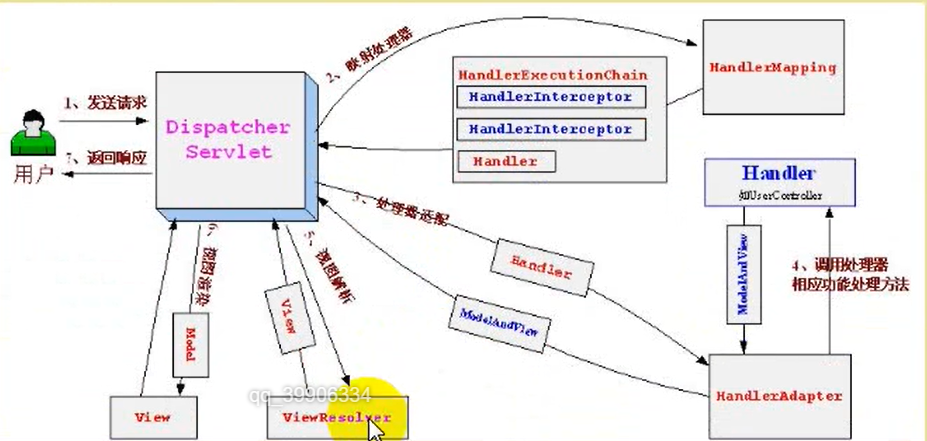 2、映射处理器
HandlerMapping
HandlerExecutionChain
HandlerInterceptor
HandlerInterceptor
Handler
1、发送请求
Dispatcher
Servlet
7、返回响应
用户
Handler
如UserController
3、处理器适配
Handler
ModelAndView
ModelAndView
4、调用处理器
相应功能处理方法
6、视图渲染
5、视图解析
Model
View
View
ViewResolver
HandlerAdapter
qq_39906334